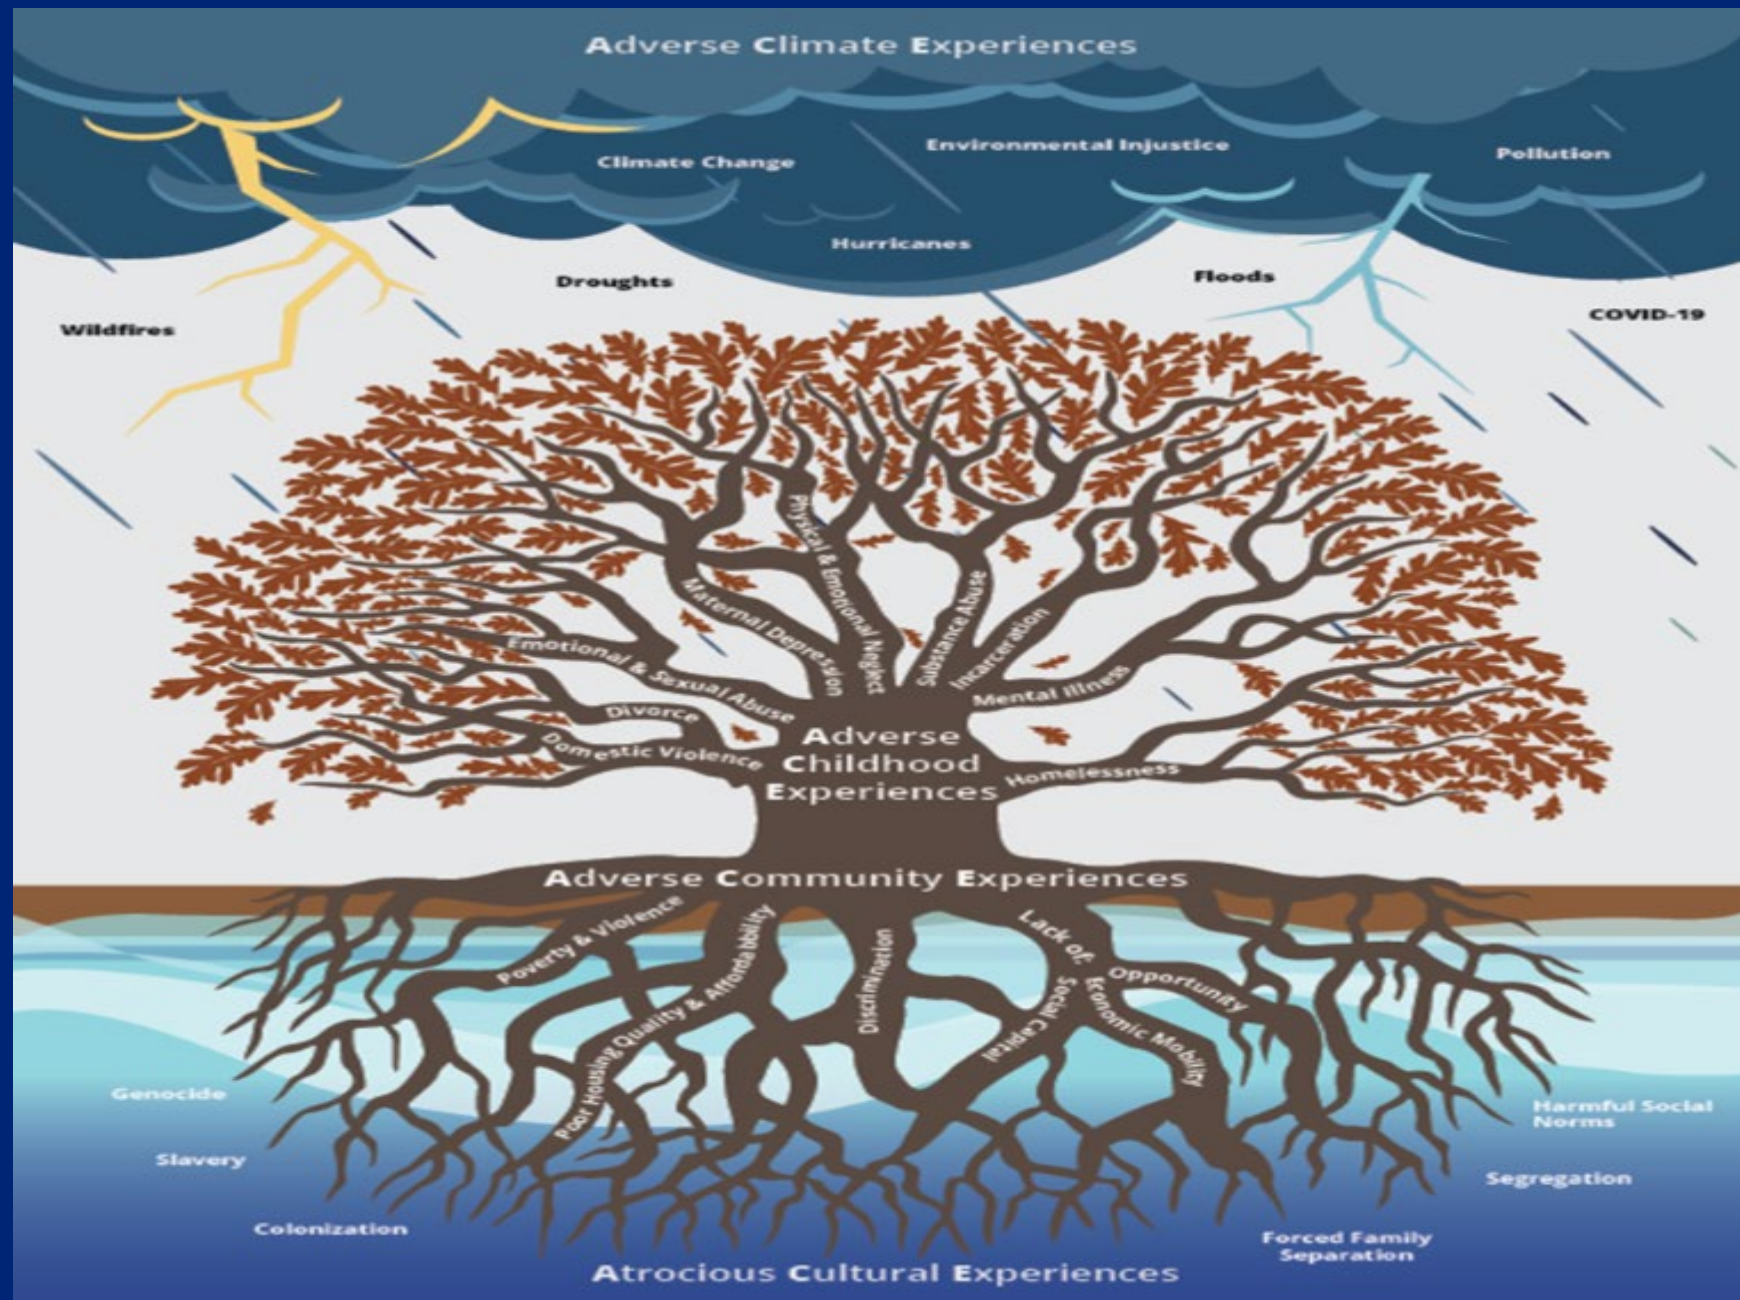 Adverse Climate Experiences
Climate Change
Environmental Injustice
Pollution
Hurricanes
Droughts
Floods
Wildfires
COVID-19
Physical & Emotional Neglect
Maternal Depression
Substance Abuse
Incarceration
Emotional & Sexual Abuse
Mental Illness
Divorce
Domestic Violence
Homelessness
Adverse
Childhood
Experiences
Adverse Community Experiences
Poverty & Violence
Poor Housing Quality & Affordability
Discrimination
Lack of:
Opportunity
Economic Mobility
Social Capital
Genocide
Slavery
Colonization
Harmful Social
Norms
Segregation
Forced Family
Separation
Atrocious Cultural Experiences